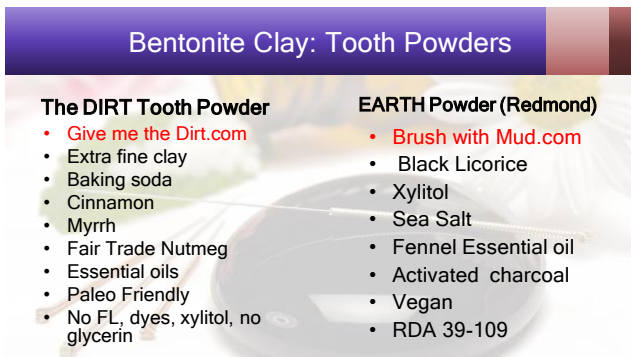 Bentonite Clay: Tooth Powders
The DIRT Tooth Powder
• Give me the Dirt.com
• Extra fine clay
• Baking soda
• Cinnamon
• Myrrh
• Fair Trade Nutmeg
• Essential oils
• Paleo Friendly
• No FL, dyes, xylitol, no
glycerin
EARTH Powder (Redmond)
• Brush with Mud.com
• Black Licorice
• Xylitol
• Sea Salt
• Fennel Essential oil
• Activated charcoal
• Vegan
• RDA 39-109